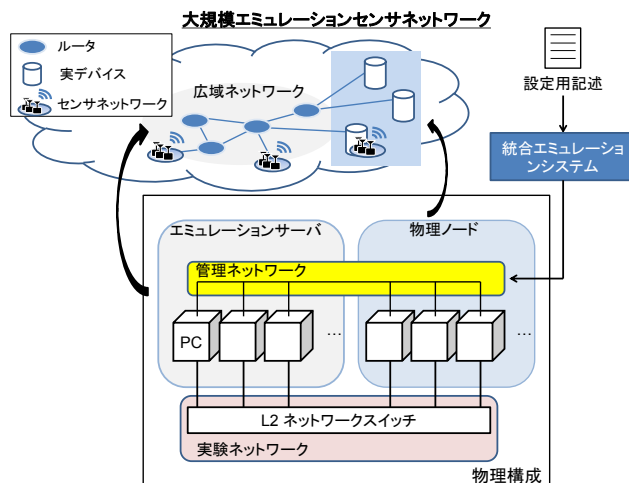 大規模エミュレーションセンサネットワーク
ルータ
実デバイス
センサネットワーク
広域ネットワーク
設定用記述
統合エミュレーショ
ンシステム
エミュレーションサーバ
物理ノード
管理ネットワーク
PC
...
...
L2 ネットワークスイッチ
実験ネットワーク
物理構成